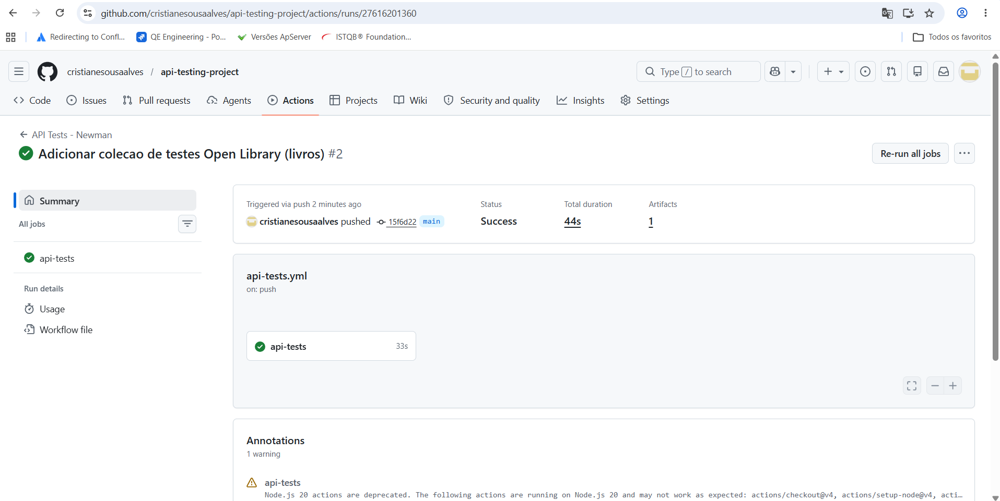 github.com/cristianesousaalves/api-testing-project/actions/runs/27616201360
Redirecting to Confl... QE Engineering - Po... Versões ApServer ISTQB® Foundation... Todos os favoritos
cristianesousaalves / api-testing-project Type / to search
Code Issues Pull requests Agents Actions Projects Wiki Security and quality Insights Settings
API Tests - Newman
Adicionar colecao de testes Open Library (livros) #2
Re-run all jobs
Summary
All jobs
api-tests
Run details
Usage
Workflow file
Triggered via push 2 minutes ago Status Total duration Artifacts
cristianesousaalves pushed 15f6d22 main Success 44s 1
api-tests.yml
on: push
api-tests 33s
Annotations
1 warning
api-tests
Node.js 20 actions are deprecated. The following actions are running on Node.js 20 and may not work as expected: actions/checkout@v4, actions/setup-node@v4, acti…